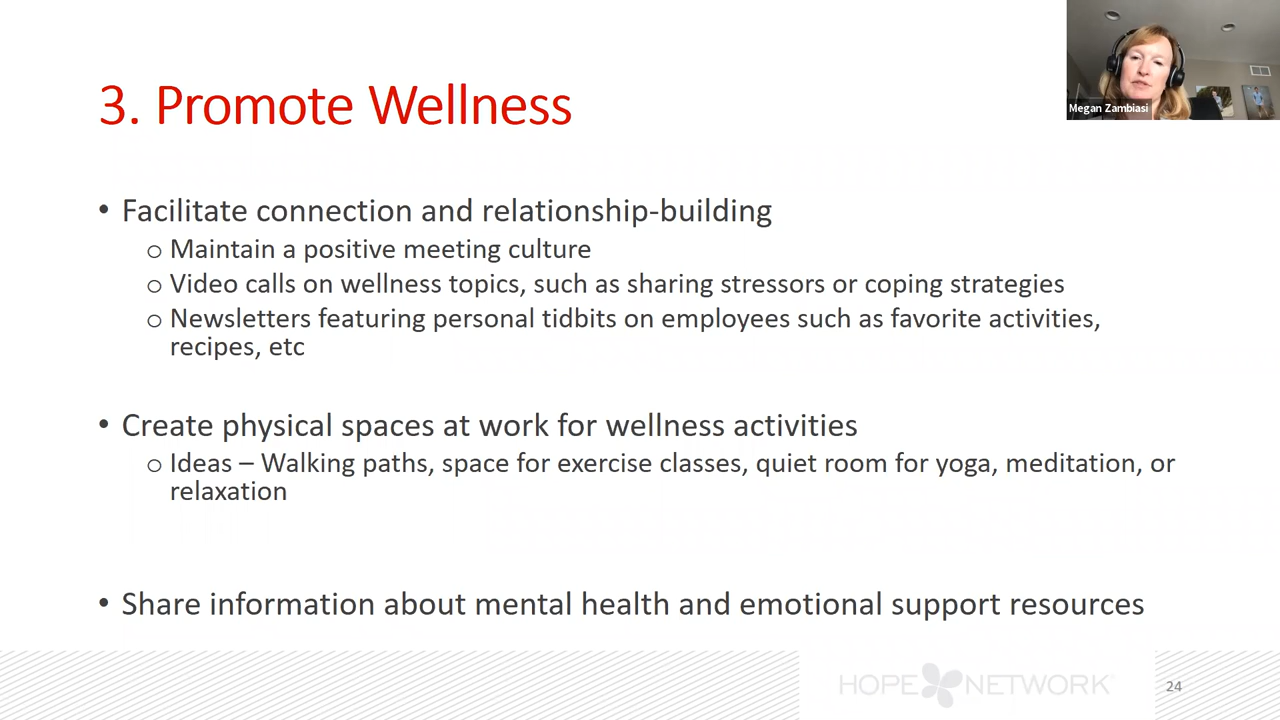 3. Promote Wellness
Megan Zambiasi
• Facilitate connection and relationship-building
o Maintain a positive meeting culture
o Video calls on wellness topics, such as sharing stressors or coping strategies
o Newsletters featuring personal tidbits on employees such as favorite activities,
recipes, etc
• Create physical spaces at work for wellness activities
o Ideas – Walking paths, space for exercise classes, quiet room for yoga, meditation, or
relaxation
• Share information about mental health and emotional support resources
HOPE NETWORK
24